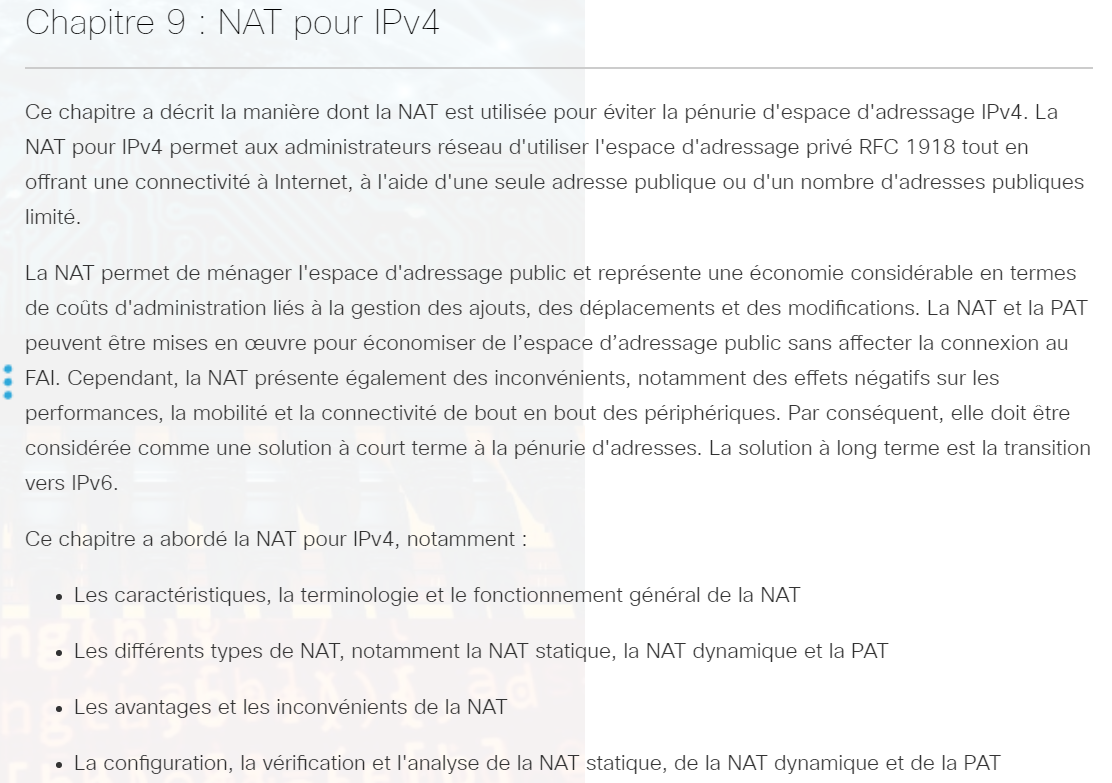 Chapitre 9 : NAT pour IPv4
Ce chapitre a décrit la manière dont la NAT est utilisée pour éviter la pénurie d'espace d'adressage IPv4. La
NAT pour IPv4 permet aux administrateurs réseau d'utiliser l'espace d'adressage privé RFC 1918 tout en
offrant une connectivité à Internet, à l'aide d'une seule adresse publique ou d'un nombre d'adresses publiques
limité.
La NAT permet de ménager l'espace d'adressage public et représente une économie considérable en termes
de coûts d'administration liés à la gestion des ajouts, des déplacements et des modifications. La NAT et la PAT
peuvent être mises en œuvre pour économiser de l’espace d’adressage public sans affecter la connexion au
FAI. Cependant, la NAT présente également des inconvénients, notamment des effets négatifs sur les
performances, la mobilité et la connectivité de bout en bout des périphériques. Par conséquent, elle doit être
considérée comme une solution à court terme à la pénurie d'adresses. La solution à long terme est la transition
vers IPv6.
Ce chapitre a abordé la NAT pour IPv4, notamment :
• Les caractéristiques, la terminologie et le fonctionnement général de la NAT
• Les différents types de NAT, notamment la NAT statique, la NAT dynamique et la PAT
• Les avantages et les inconvénients de la NAT
• La configuration, la vérification et l'analyse de la NAT statique, de la NAT dynamique et de la PAT